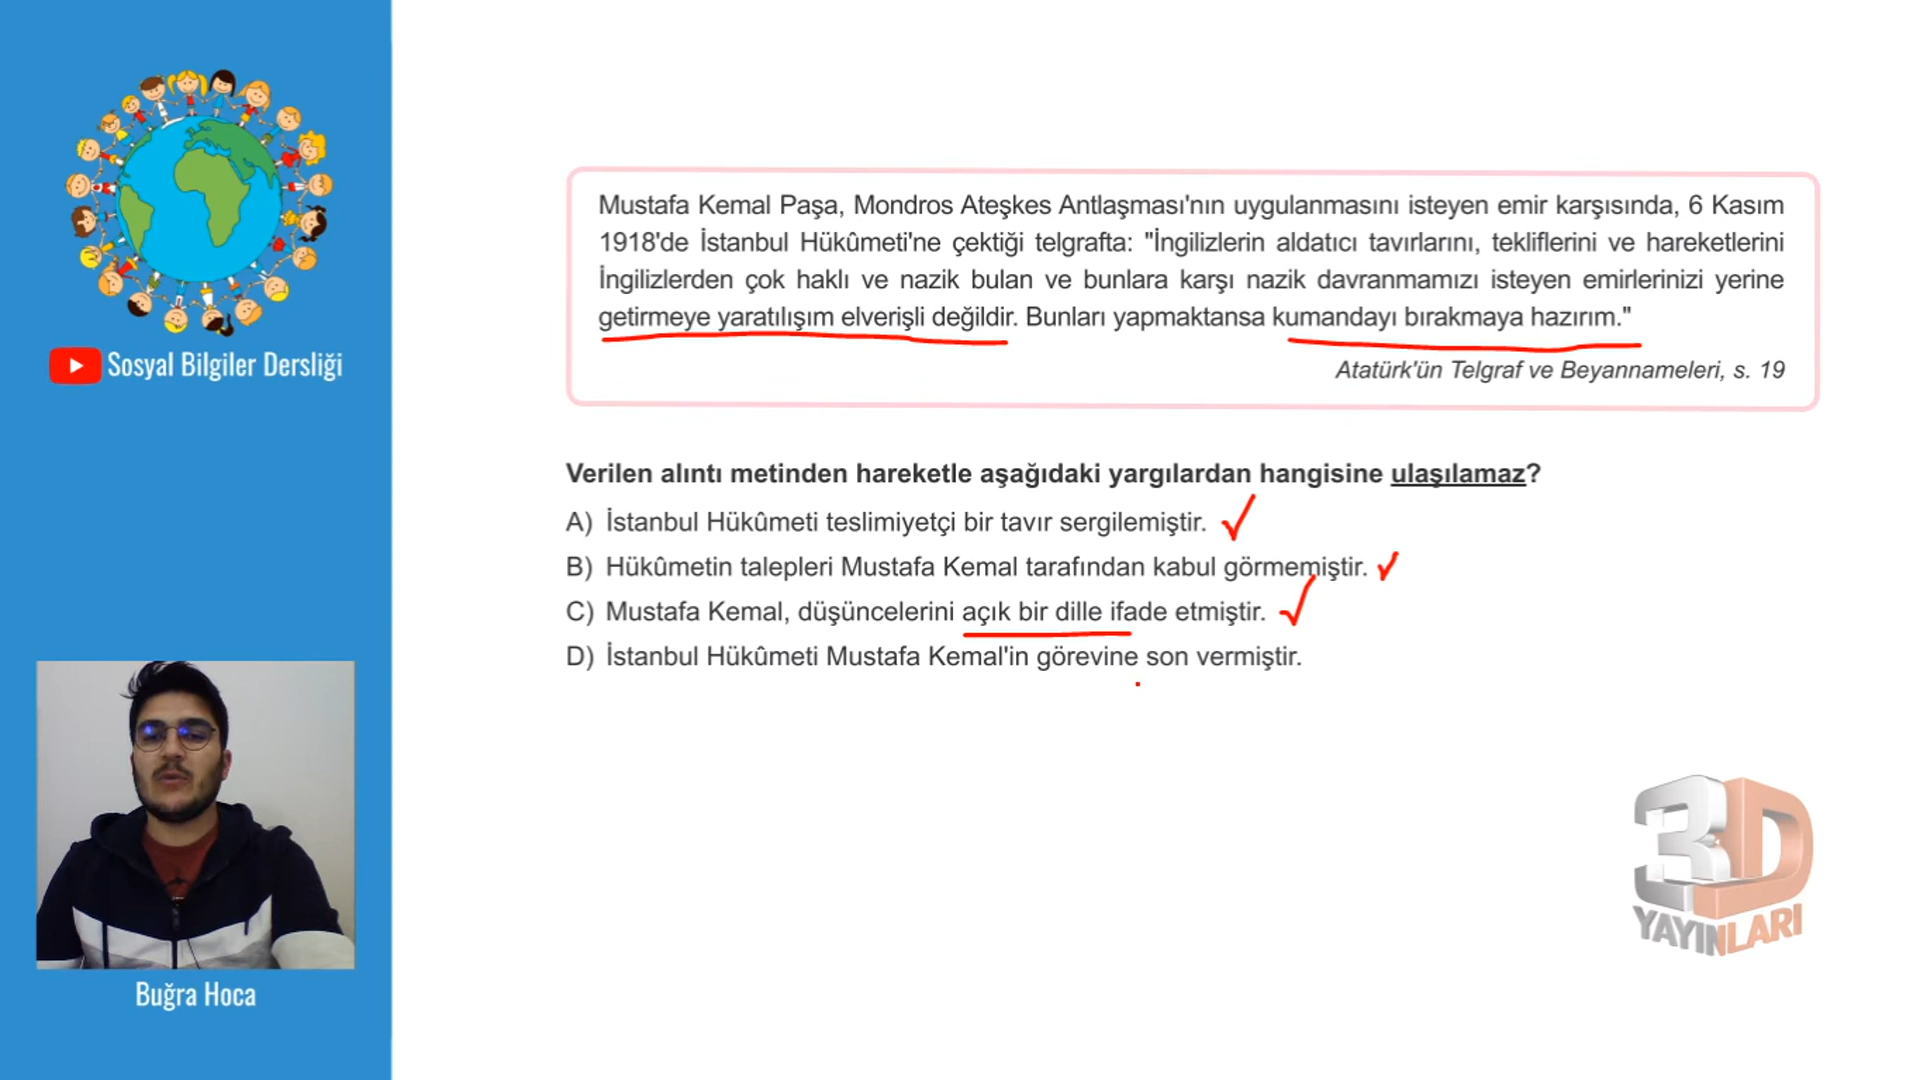 Sosyal Bilgiler Dersliği
Buğra Hoca
Mustafa Kemal Paşa, Mondros Ateşkes Antlaşması'nın uygulanmasını isteyen emir karşısında, 6 Kasım
1918'de İstanbul Hükûmeti'ne çektiği telgrafta: "İngilizlerin aldatıcı tavırlarını, tekliflerini ve hareketlerini
İngilizlerden çok haklı ve nazik bulan ve bunlara karşı nazik davranmamızı isteyen emirlerinizi yerine
getirmeye yaratılışım elverişli değildir. Bunları yapmaktansa kumandayı bırakmaya hazırım."
Atatürk'ün Telgraf ve Beyannameleri, s. 19
Verilen alıntı metinden hareketle aşağıdaki yargılardan hangisine ulaşılamaz?
A) İstanbul Hükûmeti teslimiyetçi bir tavır sergilemiştir.
B) Hükûmetin talepleri Mustafa Kemal tarafından kabul görmemiştir.
C) Mustafa Kemal, düşüncelerini açık bir dille ifade etmiştir.
D) İstanbul Hükûmeti Mustafa Kemal'in görevine son vermiştir.
3D
YAYINLARI